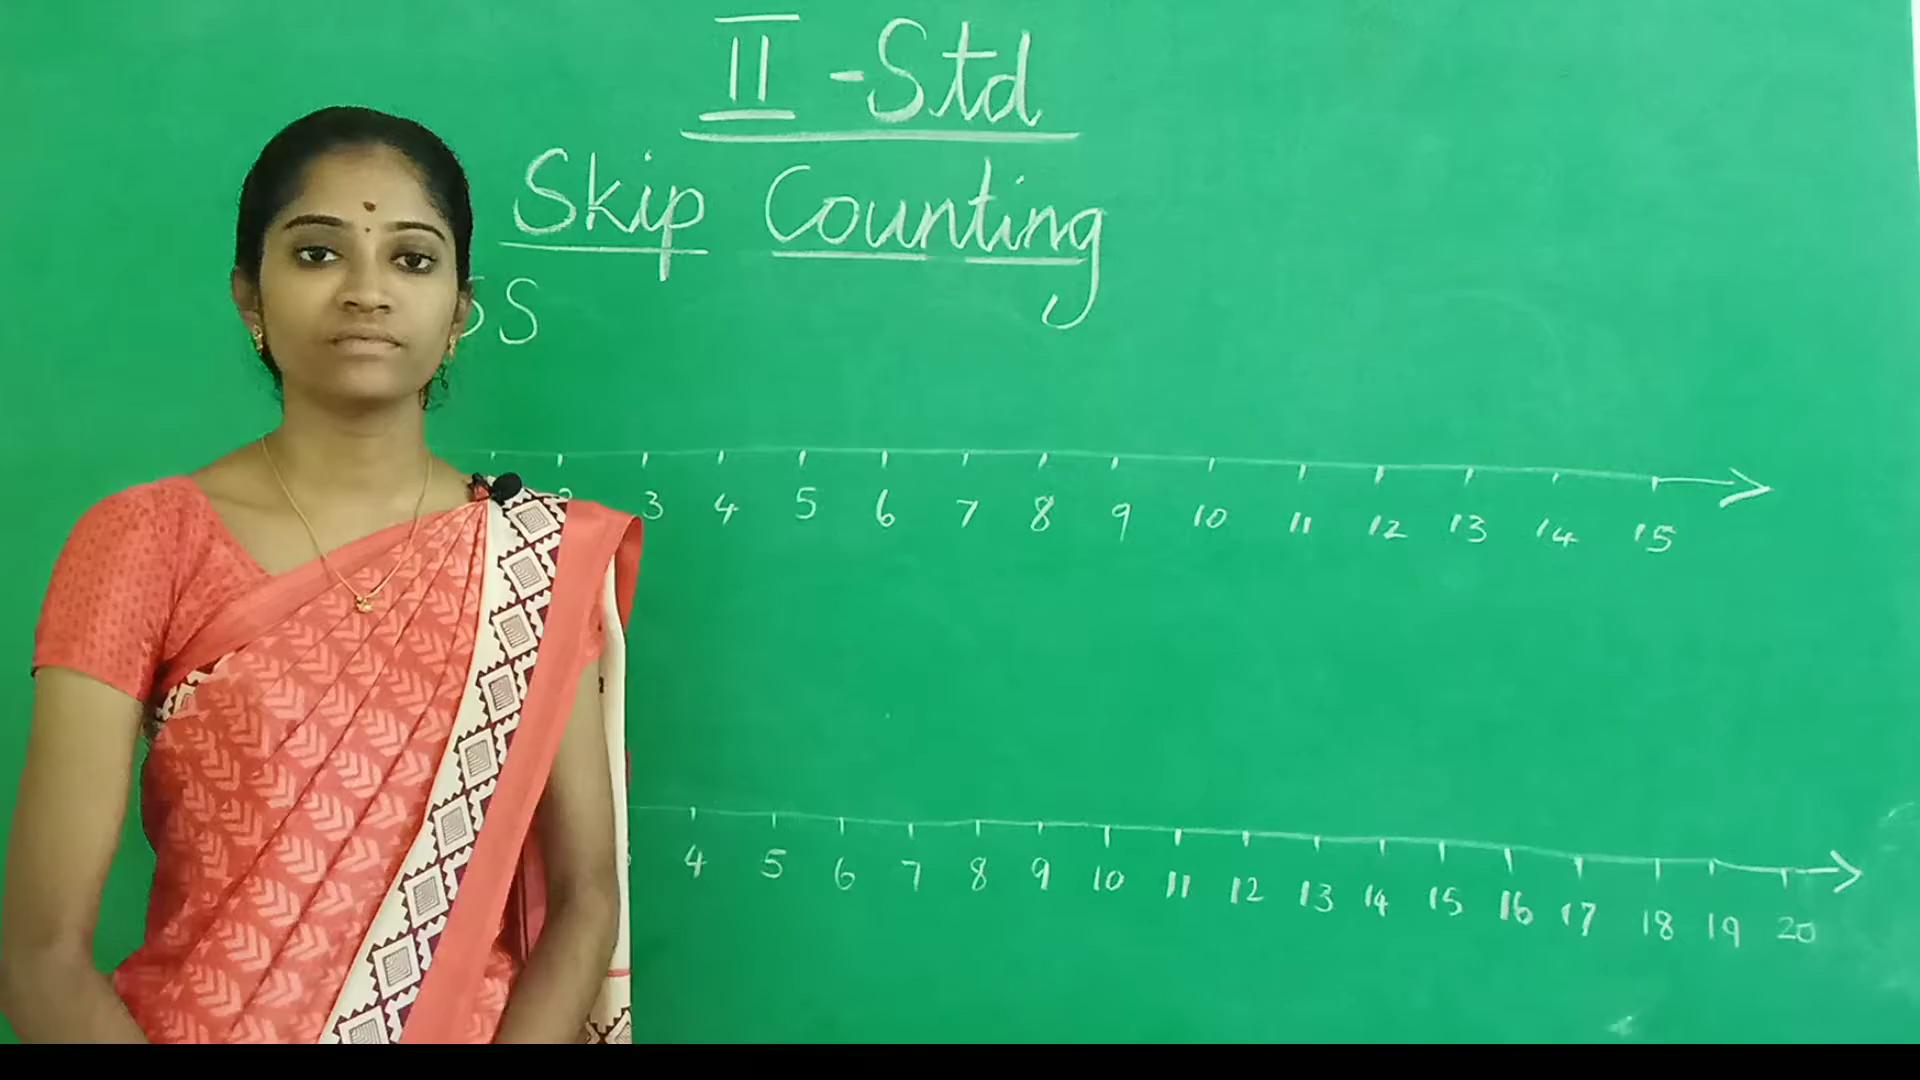 II - Std
Skip Counting
5S
3 4 5 6 7 8 9 10 11 12 13 14 15
4 5 6 7 8 9 10 11 12 13 14 15 16 17 18 19 20